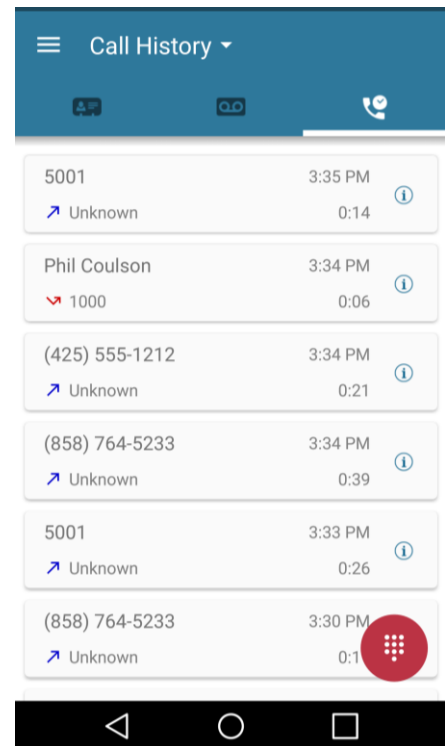 Call History
5001 3:35 PM
Unknown 0:14
Phil Coulson 3:34 PM
1000 0:06
(425) 555-1212 3:34 PM
Unknown 0:21
(858) 764-5233 3:34 PM
Unknown 0:39
5001 3:33 PM
Unknown 0:26
(858) 764-5233 3:30 PM
Unknown